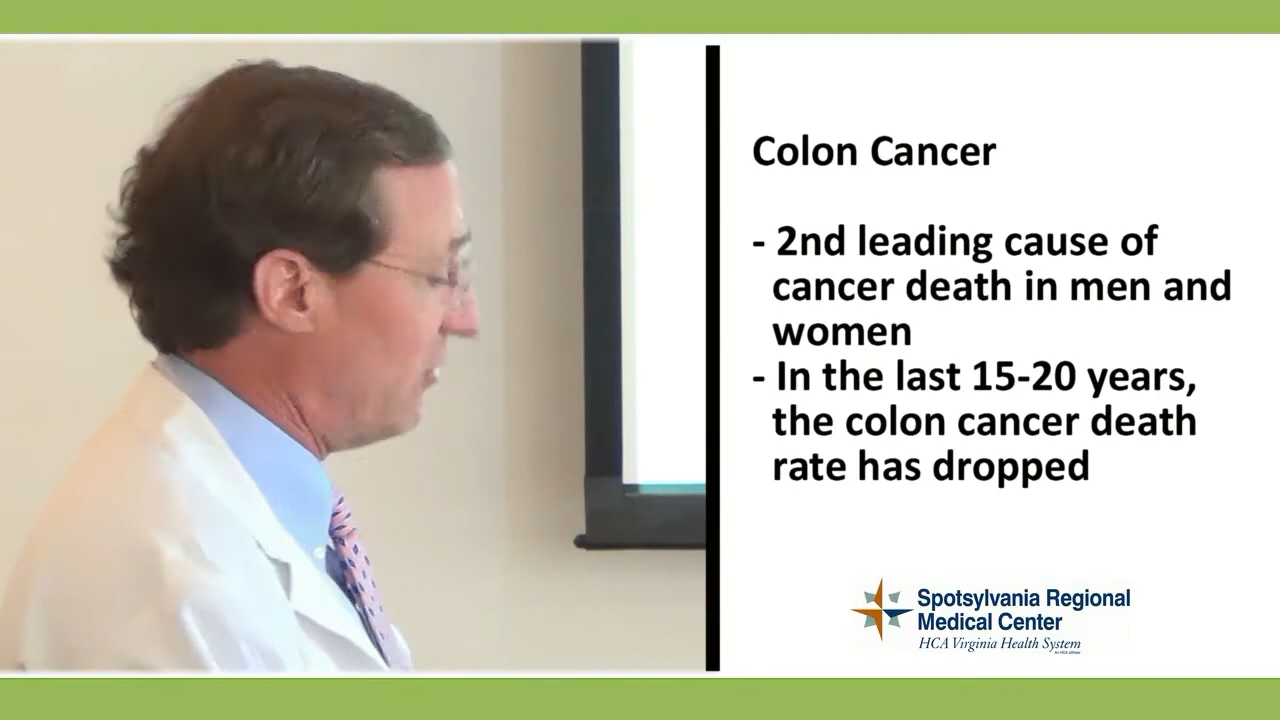 Colon Cancer
- 2nd leading cause of
cancer death in men and
women
- In the last 15-20 years,
the colon cancer death
rate has dropped
Spotsylvania Regional
Medical Center
HCA Virginia Health System